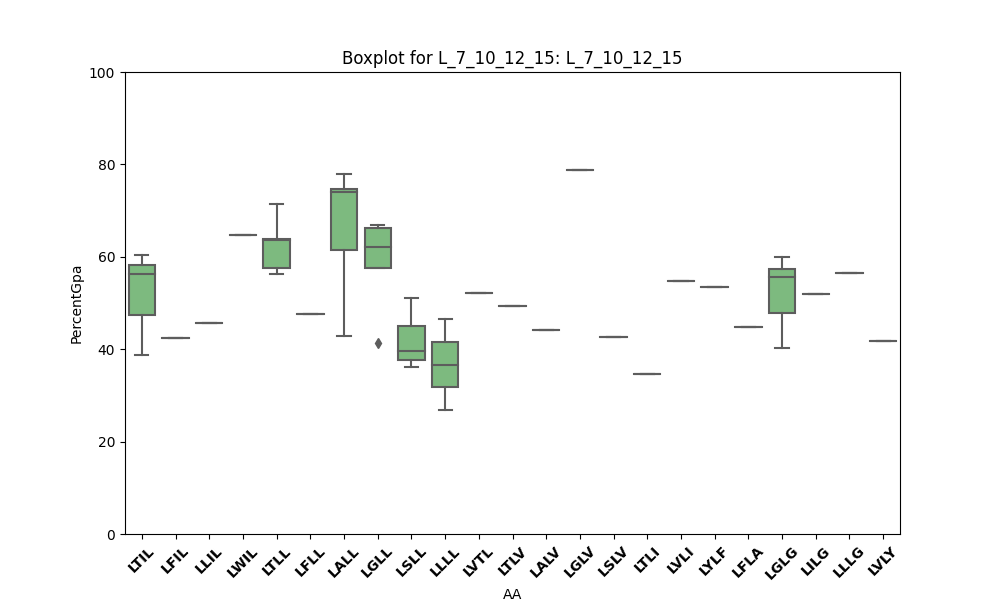 Boxplot for L_7_10_12_15: L_7_10_12_15
100
80
60
40
20
0
PercentGpa
LTIL LFIL LLIL LWIL LTLL LFLL LALL LGLL LSLL LLLL LVTL LTLV LALV LGLV LSLV LTLI LVLI LYLF LFLA LGLG LILG LLLG LVLY
AA